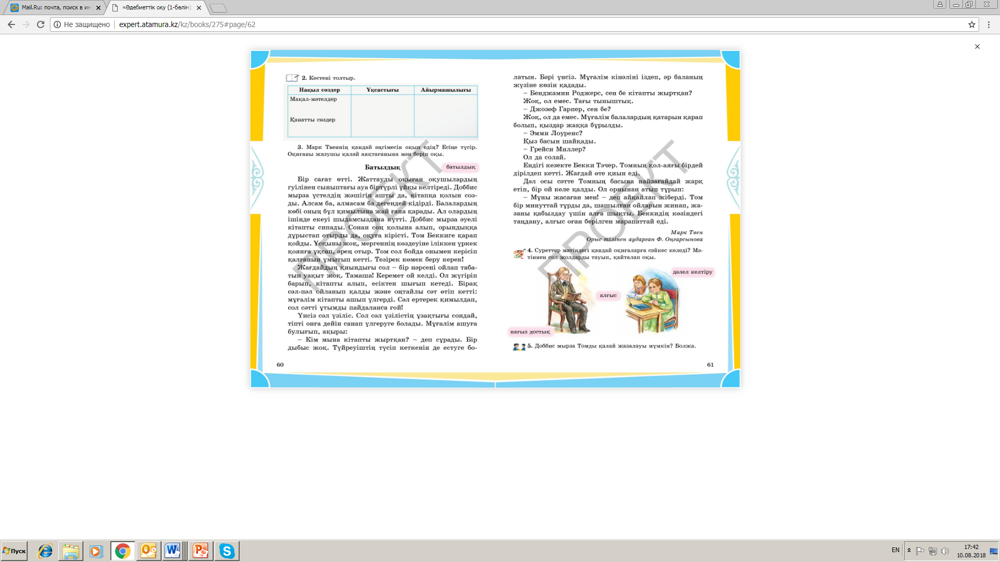 Mail.Ru: почта, поиск в ин
«Әдебиеттік оқу (1-бөлім)
Не защищено
expert.atamura.kz/kz/books/275#page/62
2. Кестені толтыр.
Нақыл сөздер Ұқсастығы Айырмашылығы
Мақал-мәтелдер
Қанатты сөздер
3. Марк Твеннің қандай әңгімесін оқып едің? Есіңе түсір.
Оқиғаны жазушы қалай аяқтағанына мән беріп оқы.
Батылдық
батылдық
Бір сағат өтті. Жаттауды оқыған оқушылардың
гуілінен сыныптағы ауа біртүрлі ұйқы келтіреді. Доббис
мырза үстелдің жәшігін ашты да, кітапқа қолын соз-
ды. Алсам ба, алмасам ба дегендей кідірді. Балалардың
көбі оның бұл қимылына жай ғана қарады. Ал олардың
ішінде екеуі шыдамсыздана күтті. Доббис мырза әуелі
кітапты сипады. Сонан соң қолына алып, орындыққа
дұрыстап отырды да, оқуға кірісті. Том Беккиге қарап
қойды. Ұсқыны жоқ, мергеннің көздеуіне іліккен үркек
қоянға ұқсап, әрең отыр. Том сол бойда онымен керісіп
қалғанын ұмытып кетті. Тезірек көмек беру керек!
Жағдайдың қиындығы сол – бір нәрсені ойлап таба-
тын уақыт жоқ. Тамаша! Керемет ой келді. Ол жүгіріп
барып, кітапты алып, есіктен шығып кетеді. Бірақ
сәл-пәл ойланып қалды және оңтайлы сәт өтіп кетті:
мұғалім кітапты ашып үлгерді. Сәл ертерек қимылдап,
сол сәтті ұтымды пайдаланса ғой!
Үнсіз сәл үзіліс. Сол сәл үзілістің ұзақтығы сондай,
тіпті онға дейін санап үлгеруге болады. Мұғалім ашуға
булығып, ақыры:
– Кім мына кітапты жыртқан? – деп сұрады. Бір
дыбыс жоқ. Түйреуіштің түсіп кеткенін де естуге бо-
60
латын. Бәрі үнсіз. Мұғалім кінәліні іздеп, әр баланың
жүзіне көзін қадады.
– Бенджамин Роджерс, сен бе кітапты жыртқан?
Жоқ, ол емес. Тағы тыныштық.
– Джозеф Гарпер, сен бе?
Жоқ, ол да емес. Мұғалім балалардың қатарын қарап
болып, қыздар жаққа бұрылды.
– Эмми Лоуренс?
Қыз басын шайқады.
– Грейси Миллер?
Ол да солай.
Ендігі кезекте Бекки Тэчер. Томның қол-аяғы бірдей
дірілдеп кетті. Жағдай өте қиын еді.
Дәл осы сәтте Томның басына найзағайдай жарқ
етіп, бір ой келе қалды. Ол орнынан атып тұрып:
– Мұны жасаған мен! – деп айқайлап жіберді. Том
бір минуттай тұрды да, шашылған ойларын жинап, жа-
заны қабылдау үшін алға шықты. Беккидің көзіндегі
таңдану, алғыс оған берілген марапаттай еді.
Марк Твен
Орыс тілінен аударған Ф. Оңғарсынова
4. Суреттер мәтіндегі қандай оқиғаларға сәйкес келеді? Мә-
тіннен сол жолдарды тауып, қайталап оқы.
дәлел келтіру
алғыс
нағыз достық
5. Доббис мырза Томды қалай жазалауы мүмкін? Болжа.
61
ПРОЕКТ
ПРОЕКТ
Пуск
EN
17:42
10.08.2018